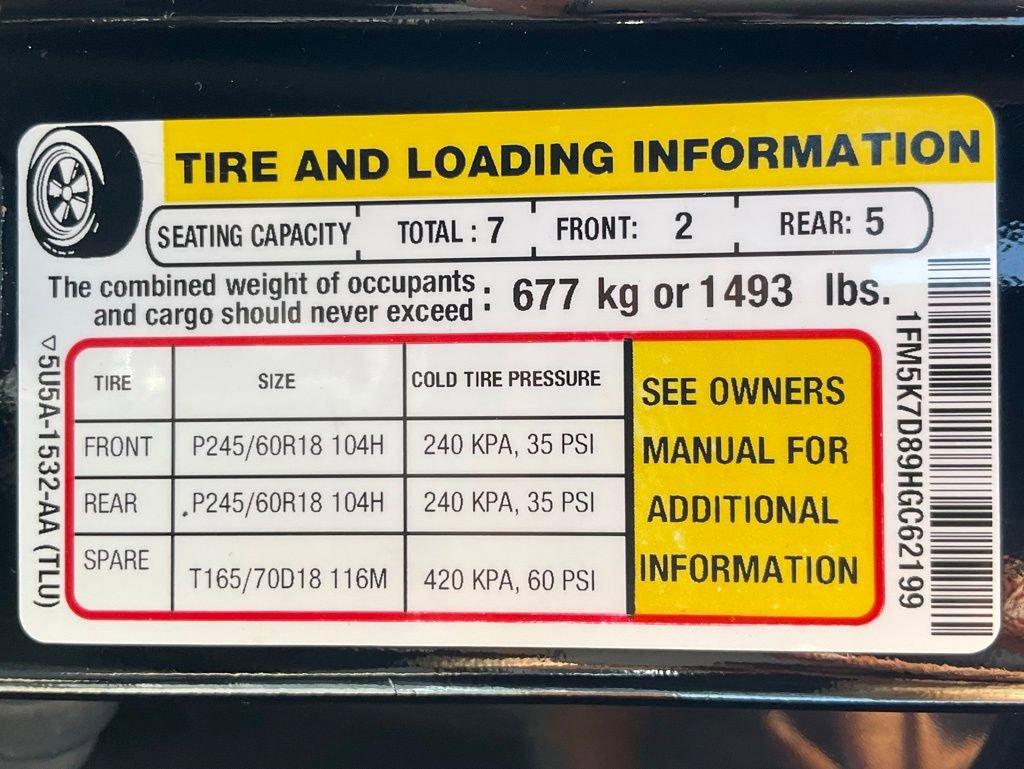 TIRE AND LOADING INFORMATION
SEATING CAPACITY TOTAL : 7 FRONT: 2 REAR: 5
The combined weight of occupants
and cargo should never exceed : 677 kg or 1493 lbs.
TIRE SIZE COLD TIRE PRESSURE
FRONT P245/60R18 104H 240 KPA, 35 PSI
REAR P245/60R18 104H 240 KPA, 35 PSI
SPARE T165/70D18 116M 420 KPA, 60 PSI
SEE OWNERS
MANUAL FOR
ADDITIONAL
INFORMATION
5U5A-1532-AA (TLU)
1FM5K7D89HGC62199